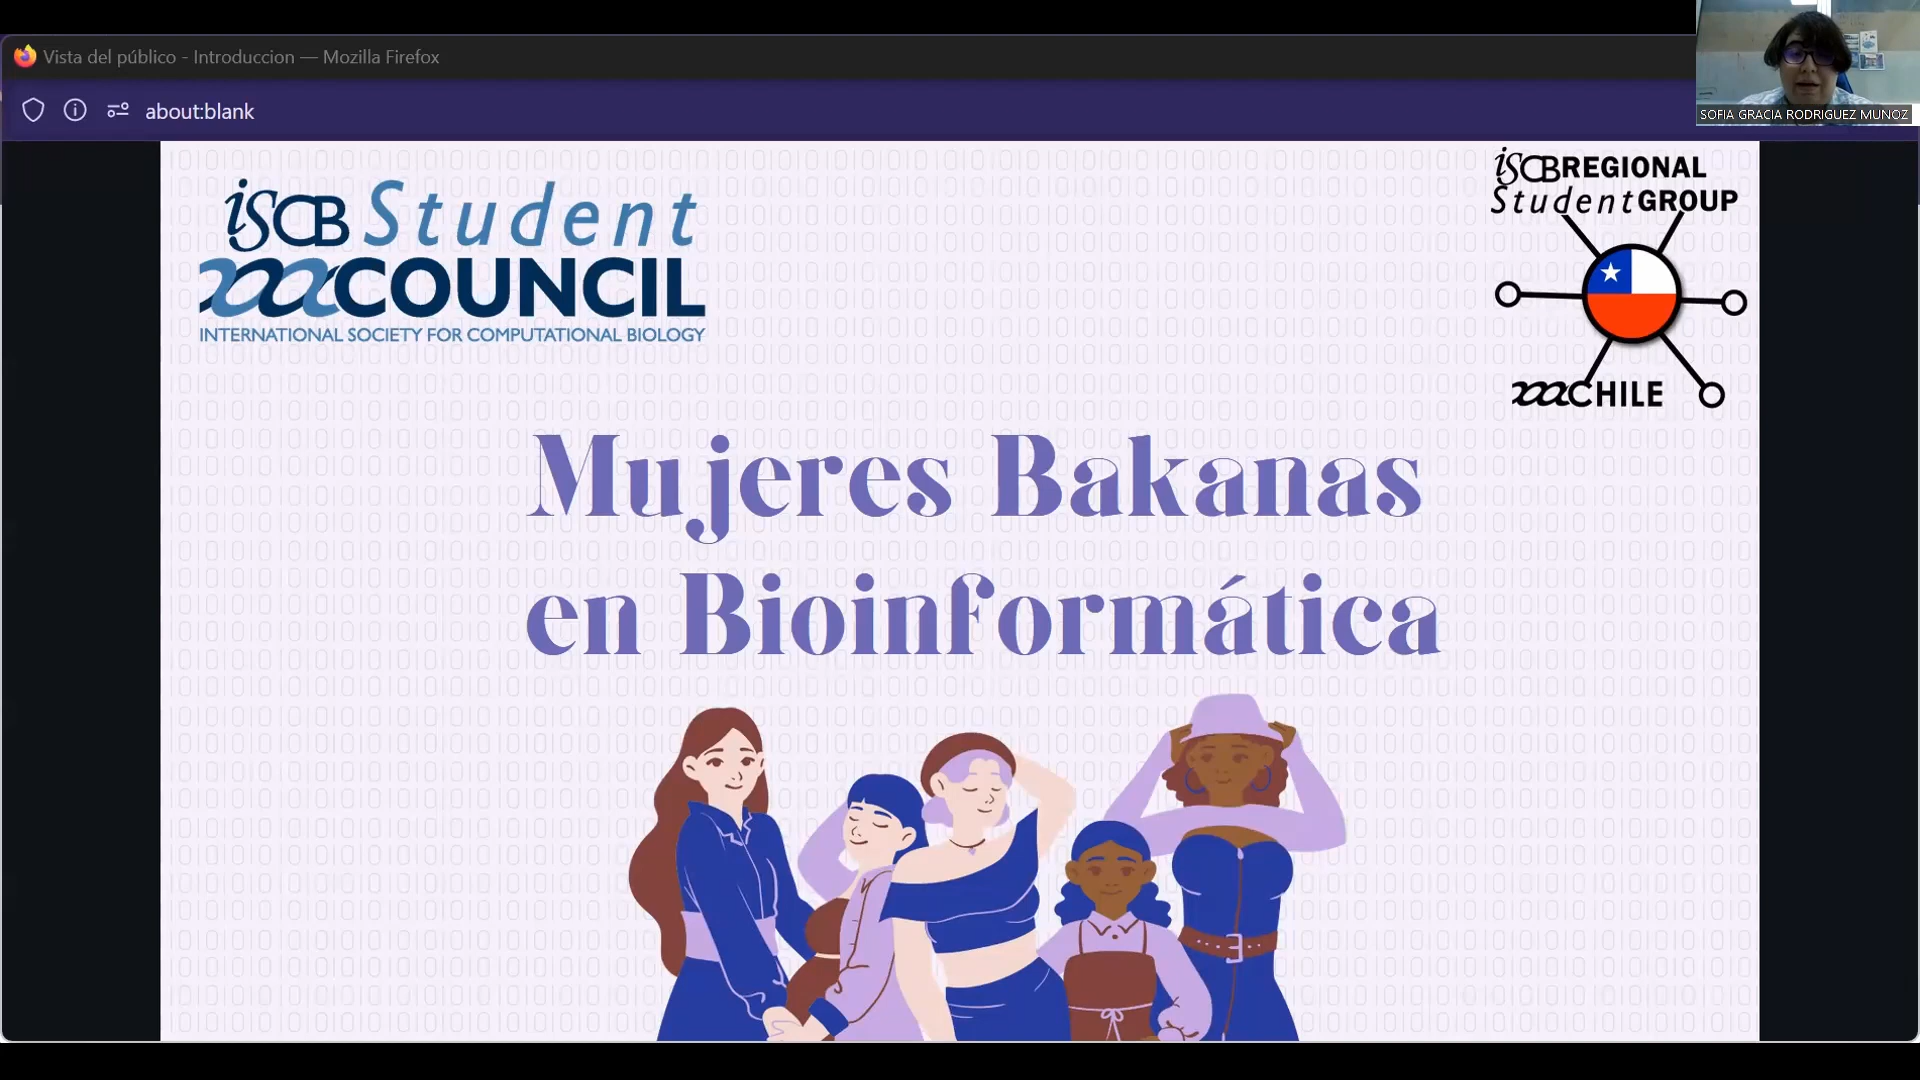 Vista del público - Introduccion — Mozilla Firefox
about:blank
SOFIA GRACIA RODRIGUEZ MUNOZ
iSCB Student
COUNCIL
INTERNATIONAL SOCIETY FOR COMPUTATIONAL BIOLOGY
iSCB REGIONAL
Student GROUP
CHILE
Mujeres Bakanas
en Bioinformática